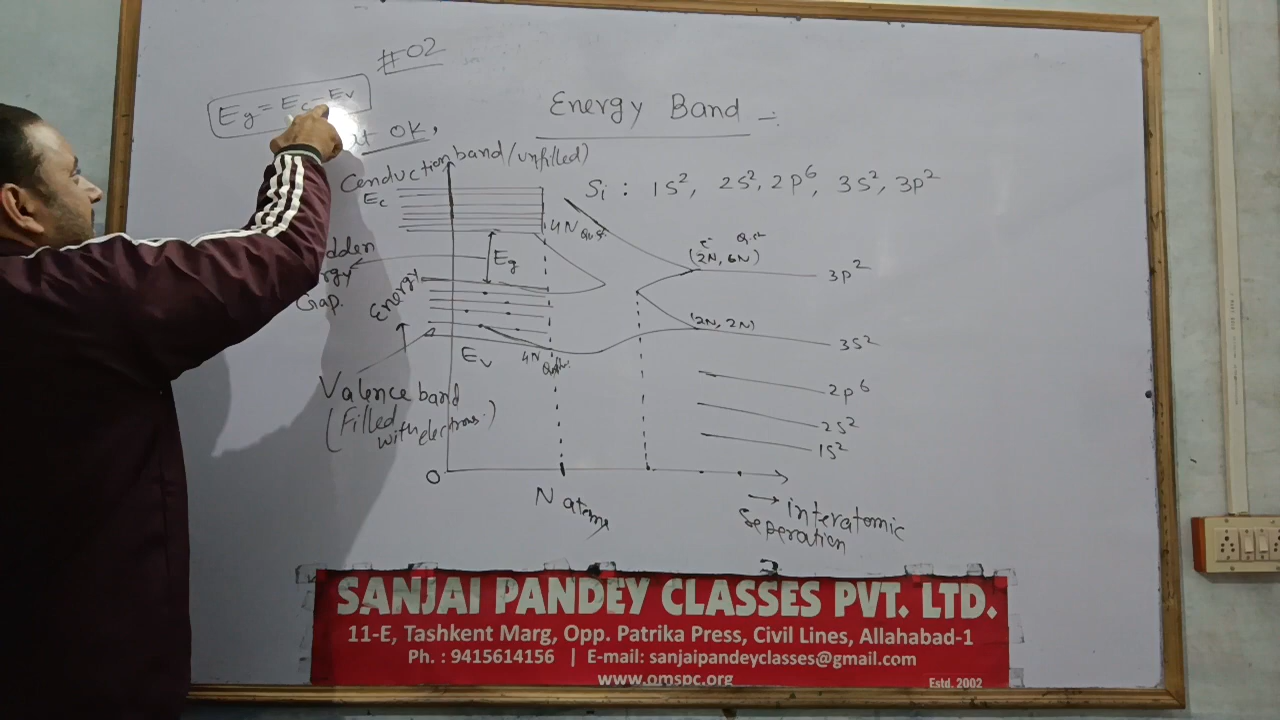 #02
Eg = Ec - Ev
Energy Band :-
at OK,
Conduction band (unfilled)
Ec
Si : 1s², 2s², 2p⁶, 3s², 3p²
4N
Eg
(2N, 6N)
3p²
Energy
Gap.
Energy
(2N, 2N)
3s²
Ev
4N
2p⁶
Valence band
(Filled
with electrons.)
2s²
1s²
O
N atoms
→ interatomic
seperation
SANJAI PANDEY CLASSES PVT. LTD.
11-E, Tashkent Marg, Opp. Patrika Press, Civil Lines, Allahabad-1
Ph. : 9415614156 | E-mail: sanjaipandeyclasses@gmail.com
www.omspc.org
Estd. 2002